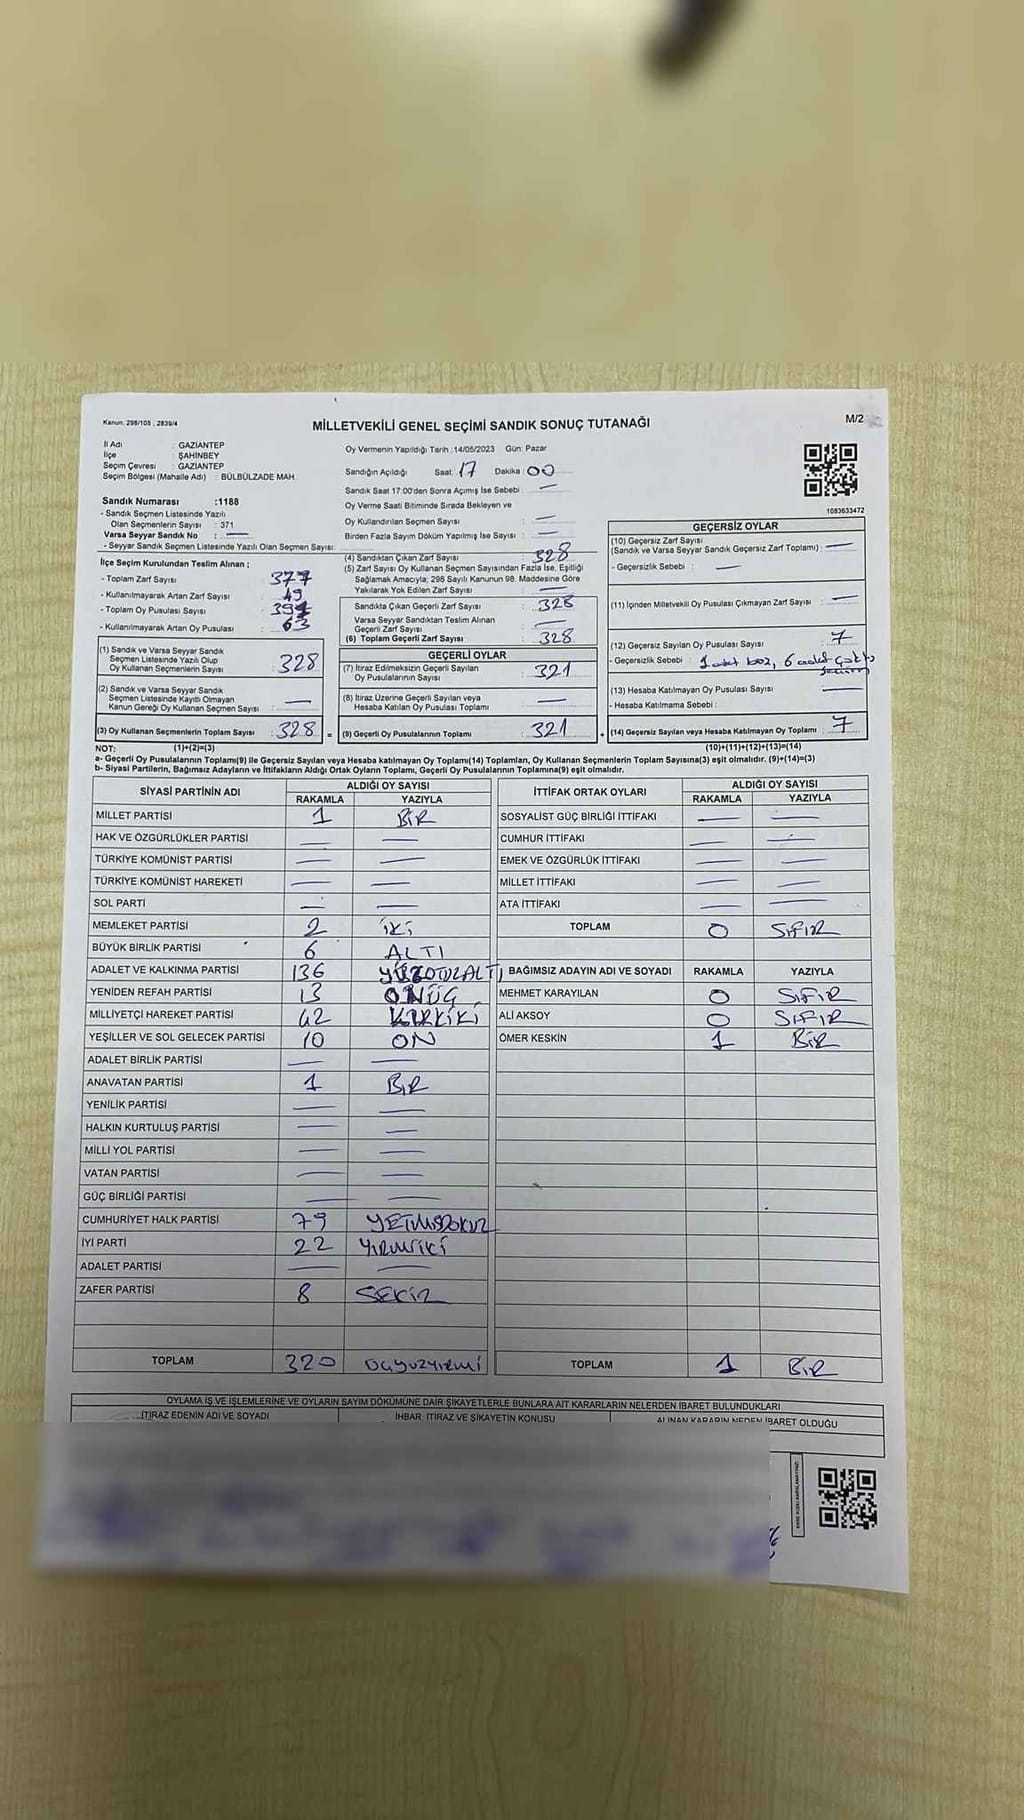 Kanun: 298/105 ; 2839/4
MİLLETVEKİLİ GENEL SEÇİMİ SANDIK SONUÇ TUTANAĞI
M/2
İl Adı : GAZİANTEP
İlçe : ŞAHİNBEY
Seçim Çevresi : GAZİANTEP
Seçim Bölgesi (Mahalle Adı) : BÜLBÜLZADE MAH
Sandık Numarası :1188
- Sandık Seçmen Listesinde Yazılı
Olan Seçmenlerin Sayısı : 371
Varsa Seyyar Sandık No : —
- Seyyar Sandık Seçmen Listesinde Yazılı Olan Seçmen Sayısı:
Oy Vermenin Yapıldığı Tarih :14/05/2023 Gün: Pazar
Sandığın Açıldığı Saat: 17 Dakika: 00
Sandık Saat 17.00'den Sonra Açımış İse Sebebi : —
Oy Verme Saati Bitiminde Sırada Bekleyen ve
Oy Kullandırılan Seçmen Sayısı : —
Birden Fazla Sayım Döküm Yapılmış İse Sayısı : —
1083633472
İlçe Seçim Kurulundan Teslim Alınan ;
- Toplam Zarf Sayısı : 377
- Kullanılmayarak Artan Zarf Sayısı : 49
- Toplam Oy Pusulası Sayısı :
- Kullanılmayarak Artan Oy Pusulası : 63
(1) Sandık ve Varsa Seyyar Sandık
Seçmen Listesinde Yazılı Olup
Oy Kullanan Seçmenlerin Sayısı : 328
(2) Sandık ve Varsa Seyyar Sandık
Seçmen Listesinde Kayıtlı Olmayan
Kanun Gereği Oy Kullanan Seçmen Sayısı : —
(3) Oy Kullanan Seçmenlerin Toplam Sayısı : 328 =
(4) Sandıktan Çıkan Zarf Sayısı : 328
(5) Zarf Sayısı Oy Kullanan Seçmen Sayısından Fazla İse, Eşitliği
Sağlamak Amacıyla; 298 Sayılı Kanunun 98. Maddesine Göre
Yakılarak Yok Edilen Zarf Sayısı : —
Sandıkta Çıkan Geçerli Zarf Sayısı : 328
Varsa Seyyar Sandıktan Teslim Alınan
Geçerli Zarf Sayısı : —
(6) Toplam Geçerli Zarf Sayısı : 328
GEÇERLİ OYLAR
(7) İtiraz Edilmeksizin Geçerli Sayılan
Oy Pusulalarının Sayısı : 321
(8) İtiraz Üzerine Geçerli Sayılan veya
Hesaba Katılan Oy Pusulası Toplamı : —
(9) Geçerli Oy Pusulalarının Toplamı : 321 +
GEÇERSİZ OYLAR
(10) Geçersiz Zarf Sayısı
(Sandık ve Varsa Seyyar Sandık Geçersiz Zarf Toplamı) : —
- Geçersizlik Sebebi : —
(11) İçinden Milletvekili Oy Pusulası Çıkmayan Zarf Sayısı : —
(12) Geçersiz Sayılan Oy Pusulası Sayısı : 7
- Geçersizlik Sebebi : 1 adet boş, 6 adet çoklu
(13) Hesaba Katılmayan Oy Pusulası Sayısı : —
- Hesaba Katılmama Sebebi :
(14) Geçersiz Sayılan veya Hesaba Katılmayan Oy Toplamı : 7
NOT: (1)+(2)=(3) (10)+(11)+(12)+(13)=(14)
a- Geçerli Oy Pusulasının Toplamı(9) ile Geçersiz Sayılan veya Hesaba katılmayan Oy Toplamı(14) Toplamları, Oy Kullanan Seçmenlerin Toplam Sayısına(3) eşit olmalıdır. (9)+(14)=(3)
b- Siyasi Partilerin, Bağımsız Adayların ve İttifakların Aldığı Ortak Oyların Toplamı, Geçerli Oy Pusulalarının Toplamına(9) eşit olmalıdır.
SİYASİ PARTİNİN ADI ALDIĞI OY SAYISI
RAKAMLA YAZIYLA
MİLLET PARTİSİ 1 BİR
HAK VE ÖZGÜRLÜKLER PARTİSİ — —
TÜRKİYE KOMÜNİST PARTİSİ — —
TÜRKİYE KOMÜNİST HAREKETİ — —
SOL PARTİ — —
MEMLEKET PARTİSİ 2 İKİ
BÜYÜK BİRLİK PARTİSİ 6 ALTI
ADALET VE KALKINMA PARTİSİ 136 YÜZOTUZALTI
YENİDEN REFAH PARTİSİ 13 ONÜÇ
MİLLİYETÇİ HAREKET PARTİSİ 42 KIRKİKİ
YEŞİLLER VE SOL GELECEK PARTİSİ 10 ON
ADALET BİRLİK PARTİSİ — —
ANAVATAN PARTİSİ 1 BİR
YENİLİK PARTİSİ — —
HALKIN KURTULUŞ PARTİSİ — —
MİLLİ YOL PARTİSİ — —
VATAN PARTİSİ — —
GÜÇ BİRLİĞİ PARTİSİ — —
CUMHURİYET HALK PARTİSİ 79 YETMİŞDOKUZ
İYİ PARTİ 22 YİRMİİKİ
ADALET PARTİSİ — —
ZAFER PARTİSİ 8 SEKİZ
TOPLAM 320 üçyüzyirmi
İTTİFAK ORTAK OYLARI ALDIĞI OY SAYISI
RAKAMLA YAZIYLA
SOSYALİST GÜÇ BİRLİĞİ İTTİFAKI — —
CUMHUR İTTİFAKI — —
EMEK VE ÖZGÜRLÜK İTTİFAKI — —
MİLLET İTTİFAKI — —
ATA İTTİFAKI — —
TOPLAM 0 SIFIR
BAĞIMSIZ ADAYIN ADI VE SOYADI RAKAMLA YAZIYLA
MEHMET KARAYILAN 0 SIFIR
ALİ AKSOY 0 SIFIR
ÖMER KESKİN 1 BİR
TOPLAM 1 BİR
OYLAMA İŞ VE İŞLEMLERİNE VE OYLARIN SAYIM DÖKÜMÜNE DAİR ŞİKAYETLERLE BUNLARA AİT KARARLARIN NELERDEN İBARET BULUNDUKLARI
İTİRAZ EDENİN ADI VE SOYADI İHBAR, İTİRAZ VE ŞİKAYETİN KONUSU ALINAN KARARIN NEDEN İBARET OLDUĞU